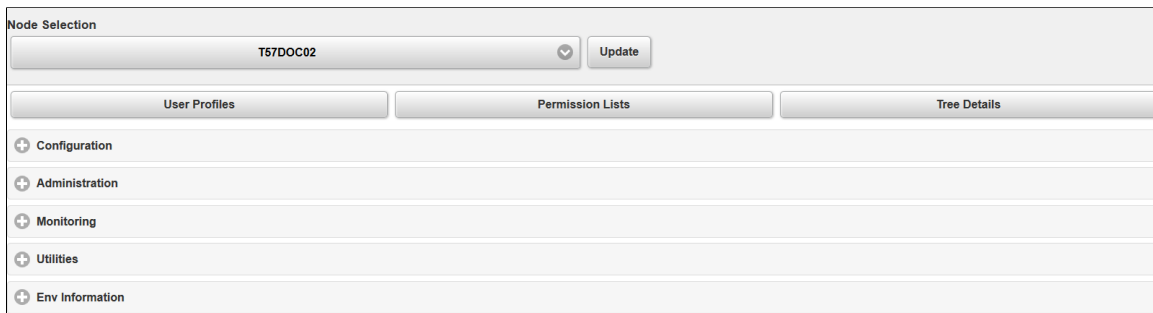 Node Selection
T57DOC02 Update
User Profiles Permission Lists Tree Details
Configuration
Administration
Monitoring
Utilities
Env Information